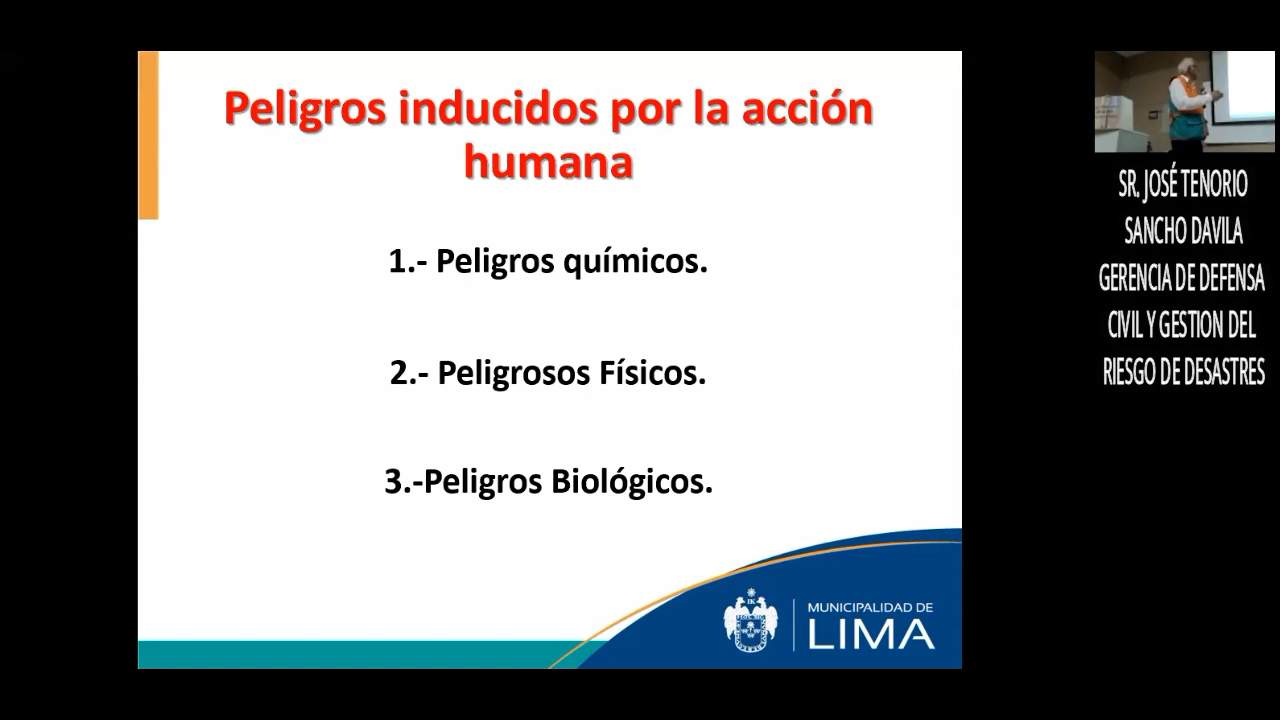 Peligros inducidos por la acción
humana
1.- Peligros químicos.
2.- Peligrosos Físicos.
3.-Peligros Biológicos.
MUNICIPALIDAD DE
LIMA
SR. JOSÉ TENORIO
SANCHO DAVILA
GERENCIA DE DEFENSA
CIVIL Y GESTION DEL
RIESGO DE DESASTRES